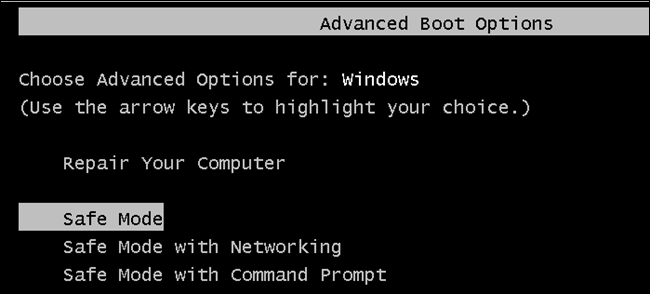 Advanced Boot Options
Choose Advanced Options for: Windows
(Use the arrow keys to highlight your choice.)
Repair Your Computer
Safe Mode
Safe Mode with Networking
Safe Mode with Command Prompt